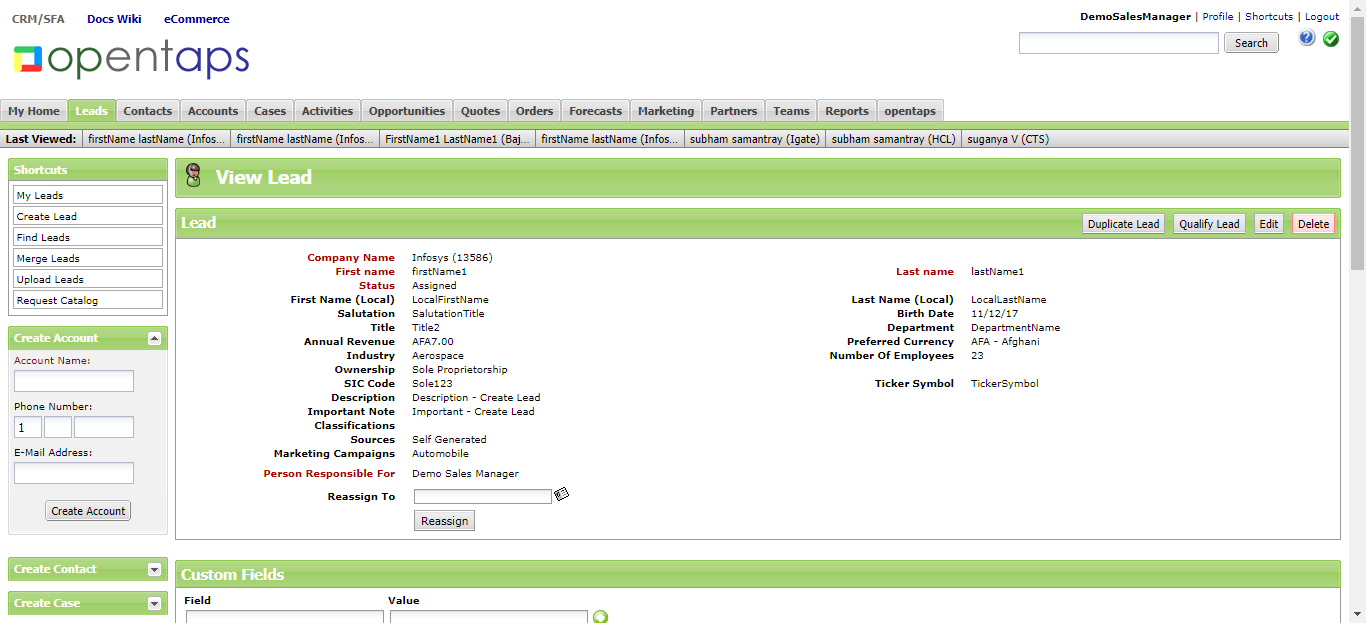 CRM/SFA Docs Wiki eCommerce
DemoSalesManager | Profile | Shortcuts | Logout
opentaps
Search
My Home Leads Contacts Accounts Cases Activities Opportunities Quotes Orders Forecasts Marketing Partners Teams Reports opentaps
Last Viewed: firstName lastName (Infos... firstName lastName (Infos... FirstName1 LastName1 (Baj... firstName lastName (Infos... subham samantray (Igate) subham samantray (HCL) suganya V (CTS)
Shortcuts
My Leads
Create Lead
Find Leads
Merge Leads
Upload Leads
Request Catalog
Create Account
Account Name:
Phone Number:
1
E-Mail Address:
Create Account
Create Contact
Create Case
View Lead
Lead
Duplicate Lead Qualify Lead Edit Delete
Company Name Infosys (13586)
First name firstName1 Last name lastName1
Status Assigned
First Name (Local) LocalFirstName Last Name (Local) LocalLastName
Salutation SalutationTitle Birth Date 11/12/17
Title Title2 Department DepartmentName
Annual Revenue AFA7.00 Preferred Currency AFA - Afghani
Industry Aerospace Number Of Employees 23
Ownership Sole Proprietorship
SIC Code Sole123 Ticker Symbol TickerSymbol
Description Description - Create Lead
Important Note Important - Create Lead
Classifications
Sources Self Generated
Marketing Campaigns Automobile
Person Responsible For Demo Sales Manager
Reassign To
Reassign
Custom Fields
Field Value